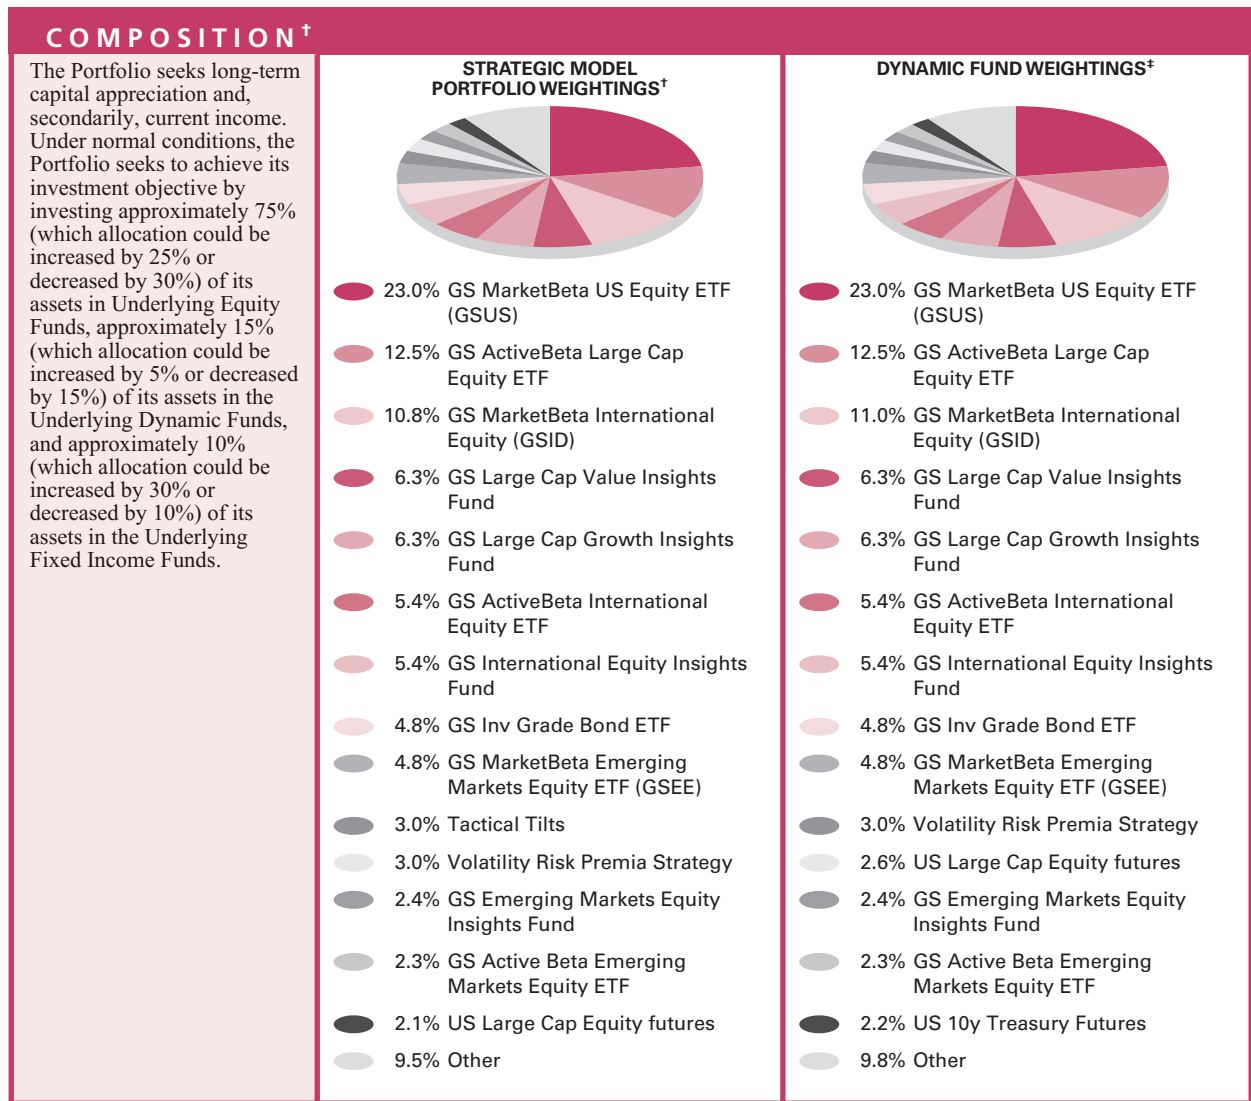 COMPOSITION†
The Portfolio seeks long-term
capital appreciation and,
secondarily, current income.
Under normal conditions, the
Portfolio seeks to achieve its
investment objective by
investing approximately 75%
(which allocation could be
increased by 25% or
decreased by 30%) of its
assets in Underlying Equity
Funds, approximately 15%
(which allocation could be
increased by 5% or decreased
by 15%) of its assets in the
Underlying Dynamic Funds,
and approximately 10%
(which allocation could be
increased by 30% or
decreased by 10%) of its
assets in the Underlying
Fixed Income Funds.
STRATEGIC MODEL
PORTFOLIO WEIGHTINGS†
23.0% GS MarketBeta US Equity ETF
(GSUS)
12.5% GS ActiveBeta Large Cap
Equity ETF
10.8% GS MarketBeta International
Equity (GSID)
6.3% GS Large Cap Value Insights
Fund
6.3% GS Large Cap Growth Insights
Fund
5.4% GS ActiveBeta International
Equity ETF
5.4% GS International Equity Insights
Fund
4.8% GS Inv Grade Bond ETF
4.8% GS MarketBeta Emerging
Markets Equity ETF (GSEE)
3.0% Tactical Tilts
3.0% Volatility Risk Premia Strategy
2.4% GS Emerging Markets Equity
Insights Fund
2.3% GS Active Beta Emerging
Markets Equity ETF
2.1% US Large Cap Equity futures
9.5% Other
DYNAMIC FUND WEIGHTINGS‡
23.0% GS MarketBeta US Equity ETF
(GSUS)
12.5% GS ActiveBeta Large Cap
Equity ETF
11.0% GS MarketBeta International
Equity (GSID)
6.3% GS Large Cap Value Insights
Fund
6.3% GS Large Cap Growth Insights
Fund
5.4% GS ActiveBeta International
Equity ETF
5.4% GS International Equity Insights
Fund
4.8% GS Inv Grade Bond ETF
4.8% GS MarketBeta Emerging
Markets Equity ETF (GSEE)
3.0% Volatility Risk Premia Strategy
2.6% US Large Cap Equity futures
2.4% GS Emerging Markets Equity
Insights Fund
2.3% GS Active Beta Emerging
Markets Equity ETF
2.2% US 10y Treasury Futures
9.8% Other